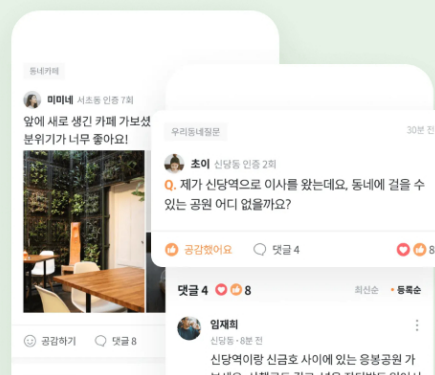 동네카페
미미네 서초동 인증 7회
앞에 새로 생긴 카페 가보셨
분위기가 너무 좋아요!
공감하기 댓글 8
우리동네질문 30분 전
초이 신당동 인증 2회
Q. 제가 신당역으로 이사를 왔는데요, 동네에 걸을 수
있는 공원 어디 없을까요?
공감했어요 댓글 4 8
댓글 4 8 최신순 • 등록순
임재희
신당동 • 8분 전
신당역이랑 신금호 사이에 있는 응봉공원 가